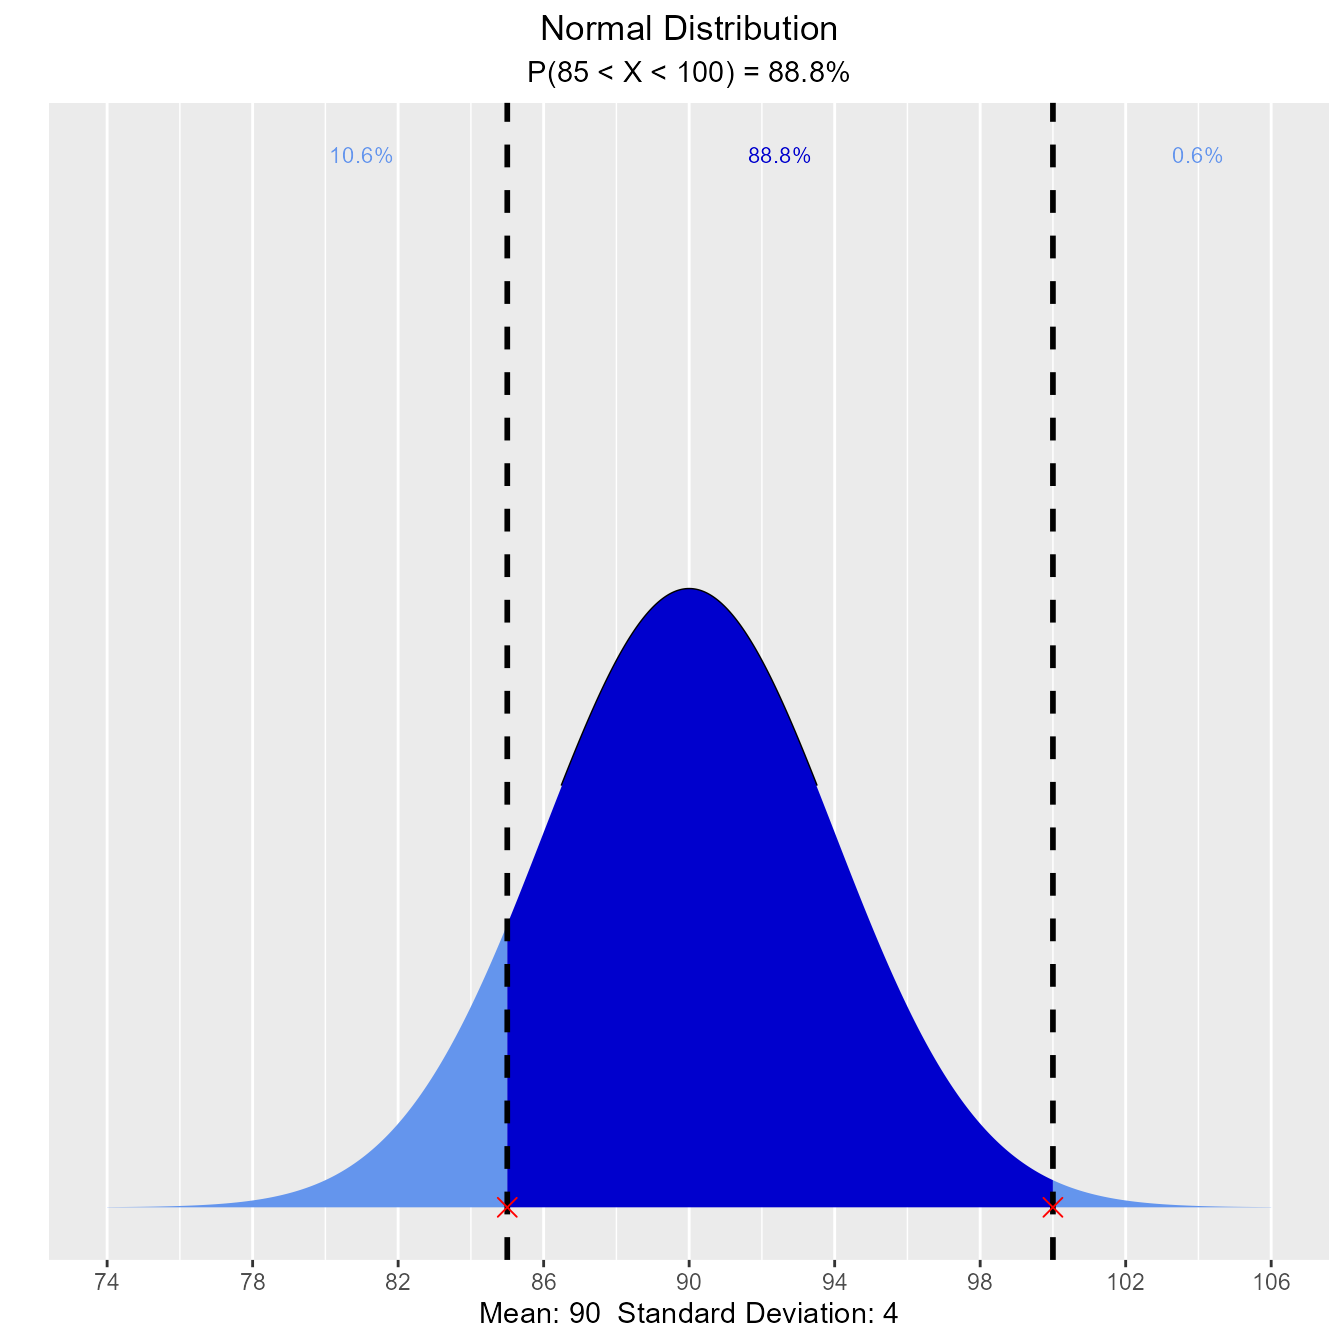 Normal Distribution
P(85 < X < 100) = 88.8%
10.6% 88.8% 0.6%
74 78 82 86 90 94 98 102 106
Mean: 90  Standard Deviation: 4